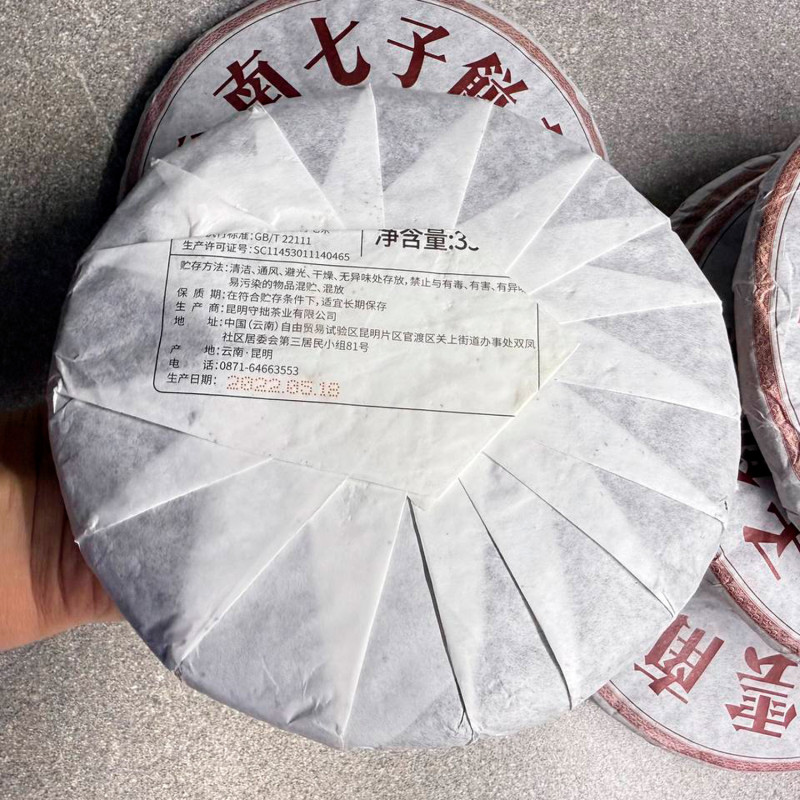 南七子餅
执行标准:GB/T 22111
生产许可证号:SC11453011140465
净含量:3
贮存方法:清洁、通风、避光、干燥、无异味处存放,禁止与有毒、有害、有异味
易污染的物品混贮、混放
保质期:在符合贮存条件下,适宜长期保存
生产商:昆明守拙茶业有限公司
地址:中国(云南)自由贸易试验区昆明片区官渡区关上街道办事处双凤
社区居委会第三居民小组81号
产地:云南·昆明
电话:0871-64663553
生产日期:2022.05.18
七
南
雲